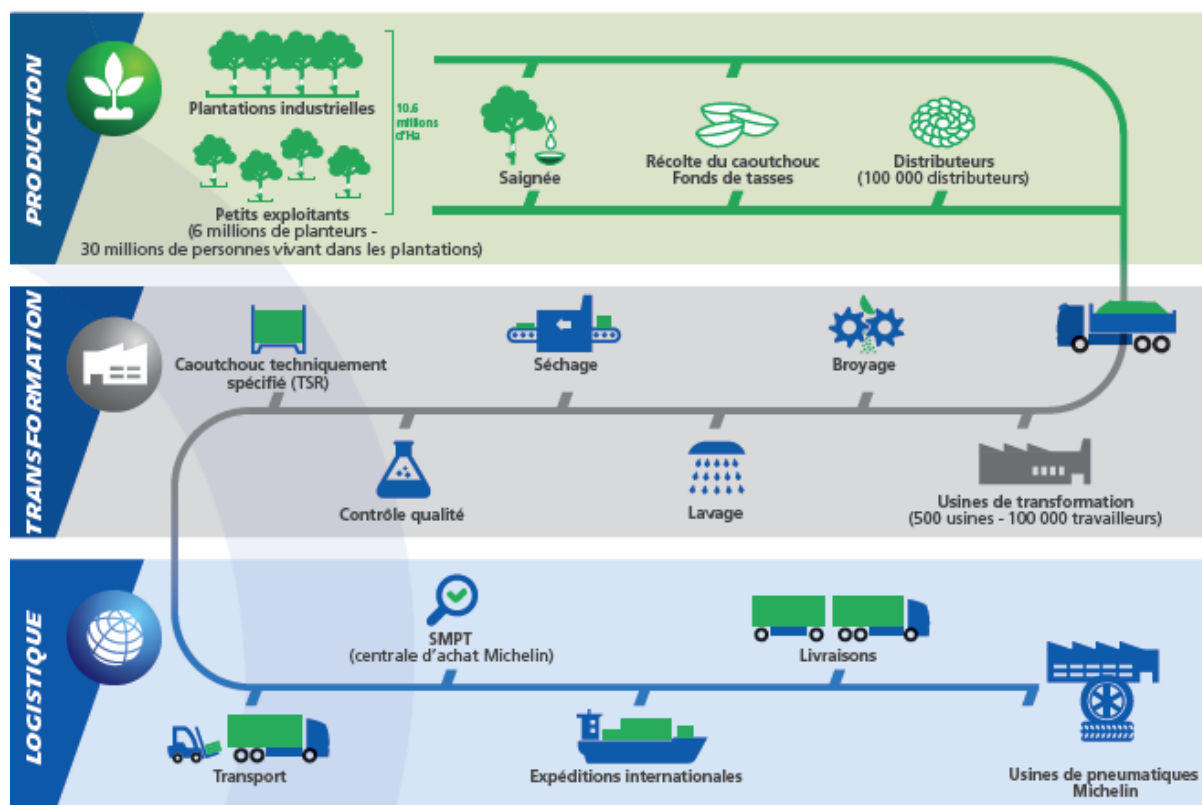 PRODUCTION
Plantations industrielles
10.6
millions
d'Ha
Petits exploitants
(6 millions de planteurs -
30 millions de personnes vivant dans les plantations)
Saignée
Récolte du caoutchouc
Fonds de tasses
Distributeurs
(100 000 distributeurs)
TRANSFORMATION
Caoutchouc techniquement
spécifié (TSR)
Séchage
Broyage
Contrôle qualité
Lavage
Usines de transformation
(500 usines - 100 000 travailleurs)
LOGISTIQUE
SMPT
(centrale d'achat Michelin)
Livraisons
Transport
Expéditions internationales
Usines de pneumatiques
Michelin